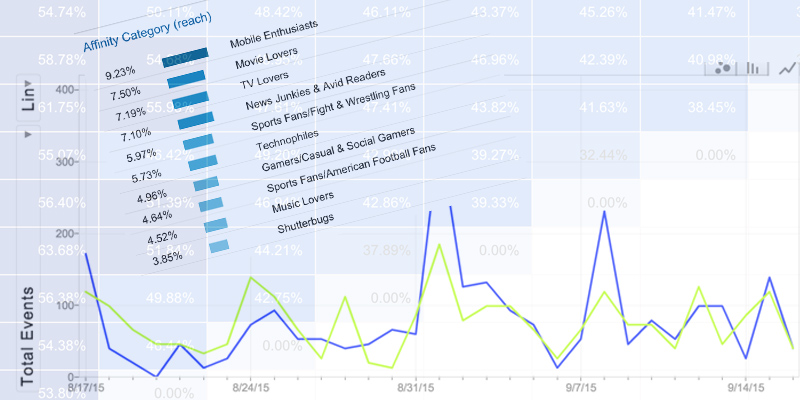 54.74% 50.11% 48.42% 46.11% 43.37% 45.26% 41.47% 36.84%
Affinity Category (reach)
9.23% Mobile Enthusiasts
7.50% Movie Lovers
7.19% TV Lovers
7.10% News Junkies & Avid Readers
5.97% Sports Fans/Fight & Wrestling Fans
5.73% Technophiles
4.96% Gamers/Casual & Social Gamers
4.64% Sports Fans/American Football Fans
4.52% Music Lovers
3.85% Shutterbugs
58.78% 47.66% 46.96% 42.39% 40.98%
61.75% 47.41% 43.82% 41.63% 38.45%
55.07% 39.27% 32.44% 0.00%
56.40% 51.39% 42.86% 39.33% 0.00%
63.68% 51.84% 44.21% 37.89% 0.00%
56.38% 49.88% 42.75% 0.00%
54.38% 0.00%
53.80% 0.00%
Lin
Total Events
400
300
200
100
0
8/17/15 8/24/15 8/31/15 9/7/15 9/14/15